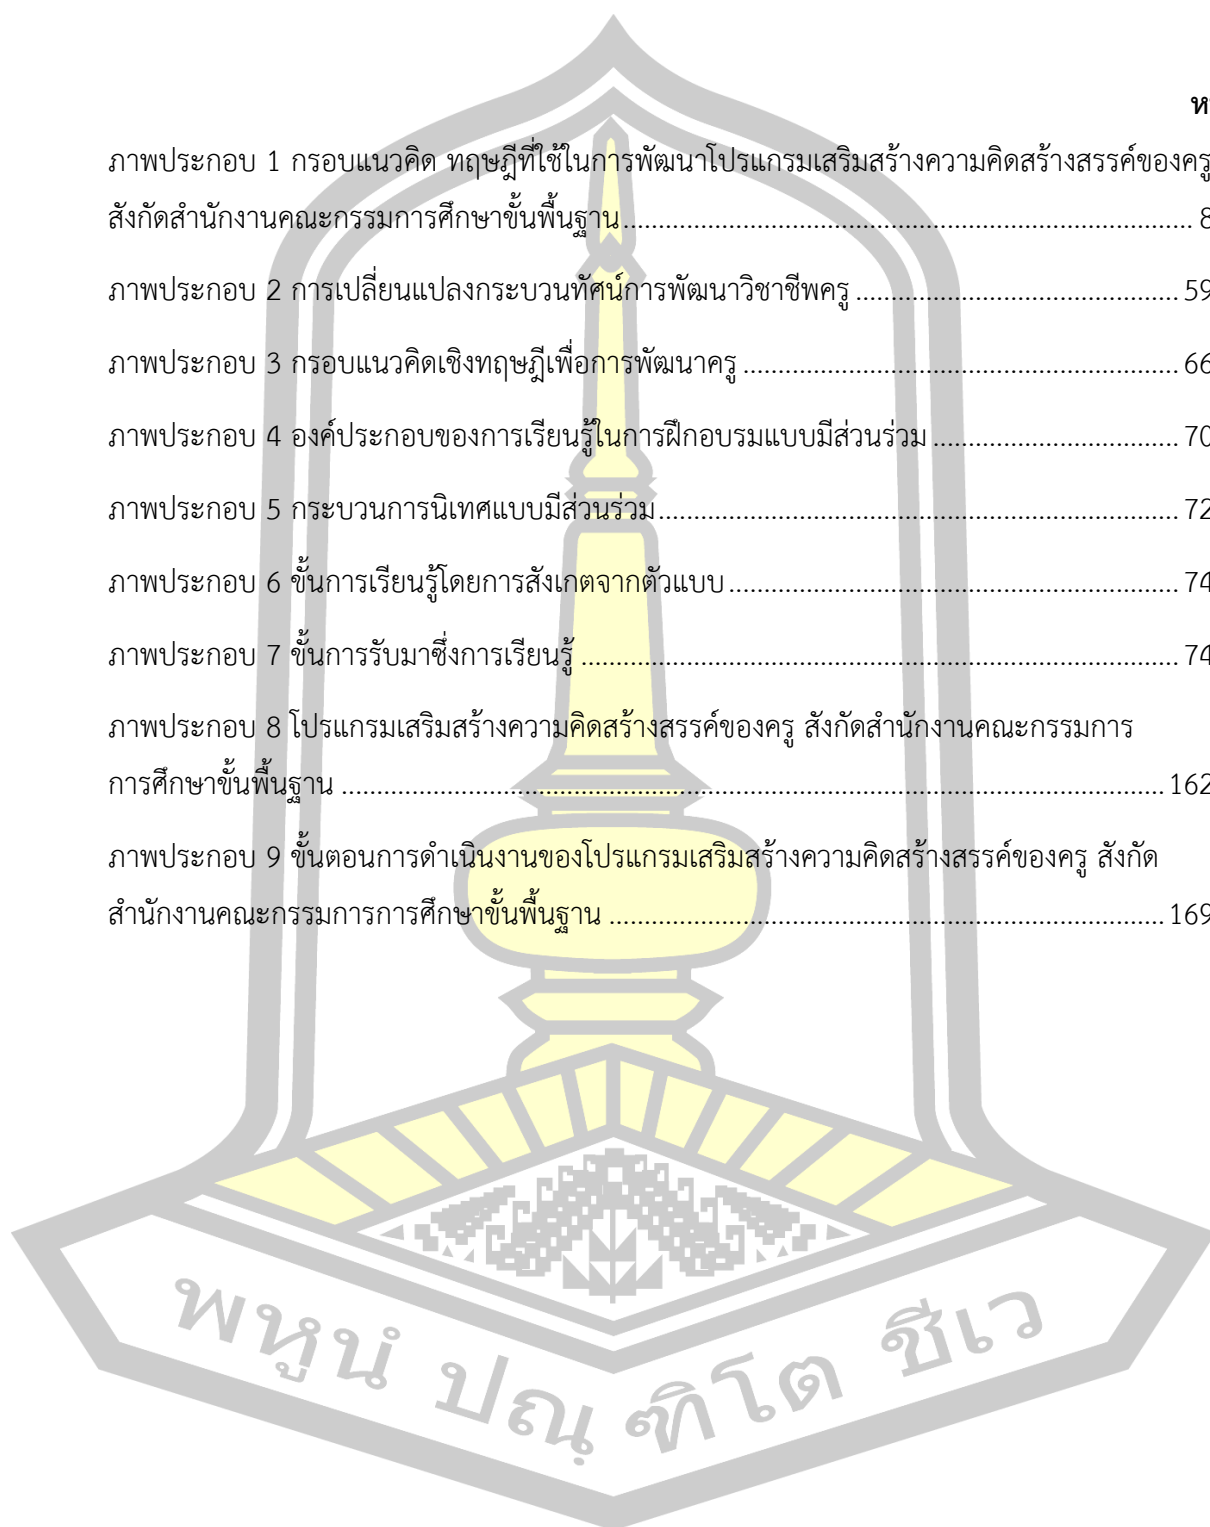 ภาพประกอบ 1 กรอบแนวคิด ทฤษฎีที่ใช้ในการพัฒนาโปรแกรมเสริมสร้างความคิดสร้างสรรค์ของครู
สังกัดสำนักงานคณะกรรมการศึกษาขั้นพื้นฐาน ........ 8
ภาพประกอบ 2 การเปลี่ยนแปลงกระบวนทัศน์การพัฒนาวิชาชีพครู ........ 59
ภาพประกอบ 3 กรอบแนวคิดเชิงทฤษฎีเพื่อการพัฒนาครู ........ 66
ภาพประกอบ 4 องค์ประกอบของการเรียนรู้ในการฝึกอบรมแบบมีส่วนร่วม ........ 70
ภาพประกอบ 5 กระบวนการนิเทศแบบมีส่วนร่วม ........ 72
ภาพประกอบ 6 ขั้นการเรียนรู้โดยการสังเกตจากตัวแบบ ........ 74
ภาพประกอบ 7 ขั้นการรับมาซึ่งการเรียนรู้ ........ 74
ภาพประกอบ 8 โปรแกรมเสริมสร้างความคิดสร้างสรรค์ของครู สังกัดสำนักงานคณะกรรมการ
การศึกษาขั้นพื้นฐาน ........ 162
ภาพประกอบ 9 ขั้นตอนการดำเนินงานของโปรแกรมเสริมสร้างความคิดสร้างสรรค์ของครู สังกัด
สำนักงานคณะกรรมการการศึกษาขั้นพื้นฐาน ........ 169
พหูนํ ปณฺฑิโต ชีเว